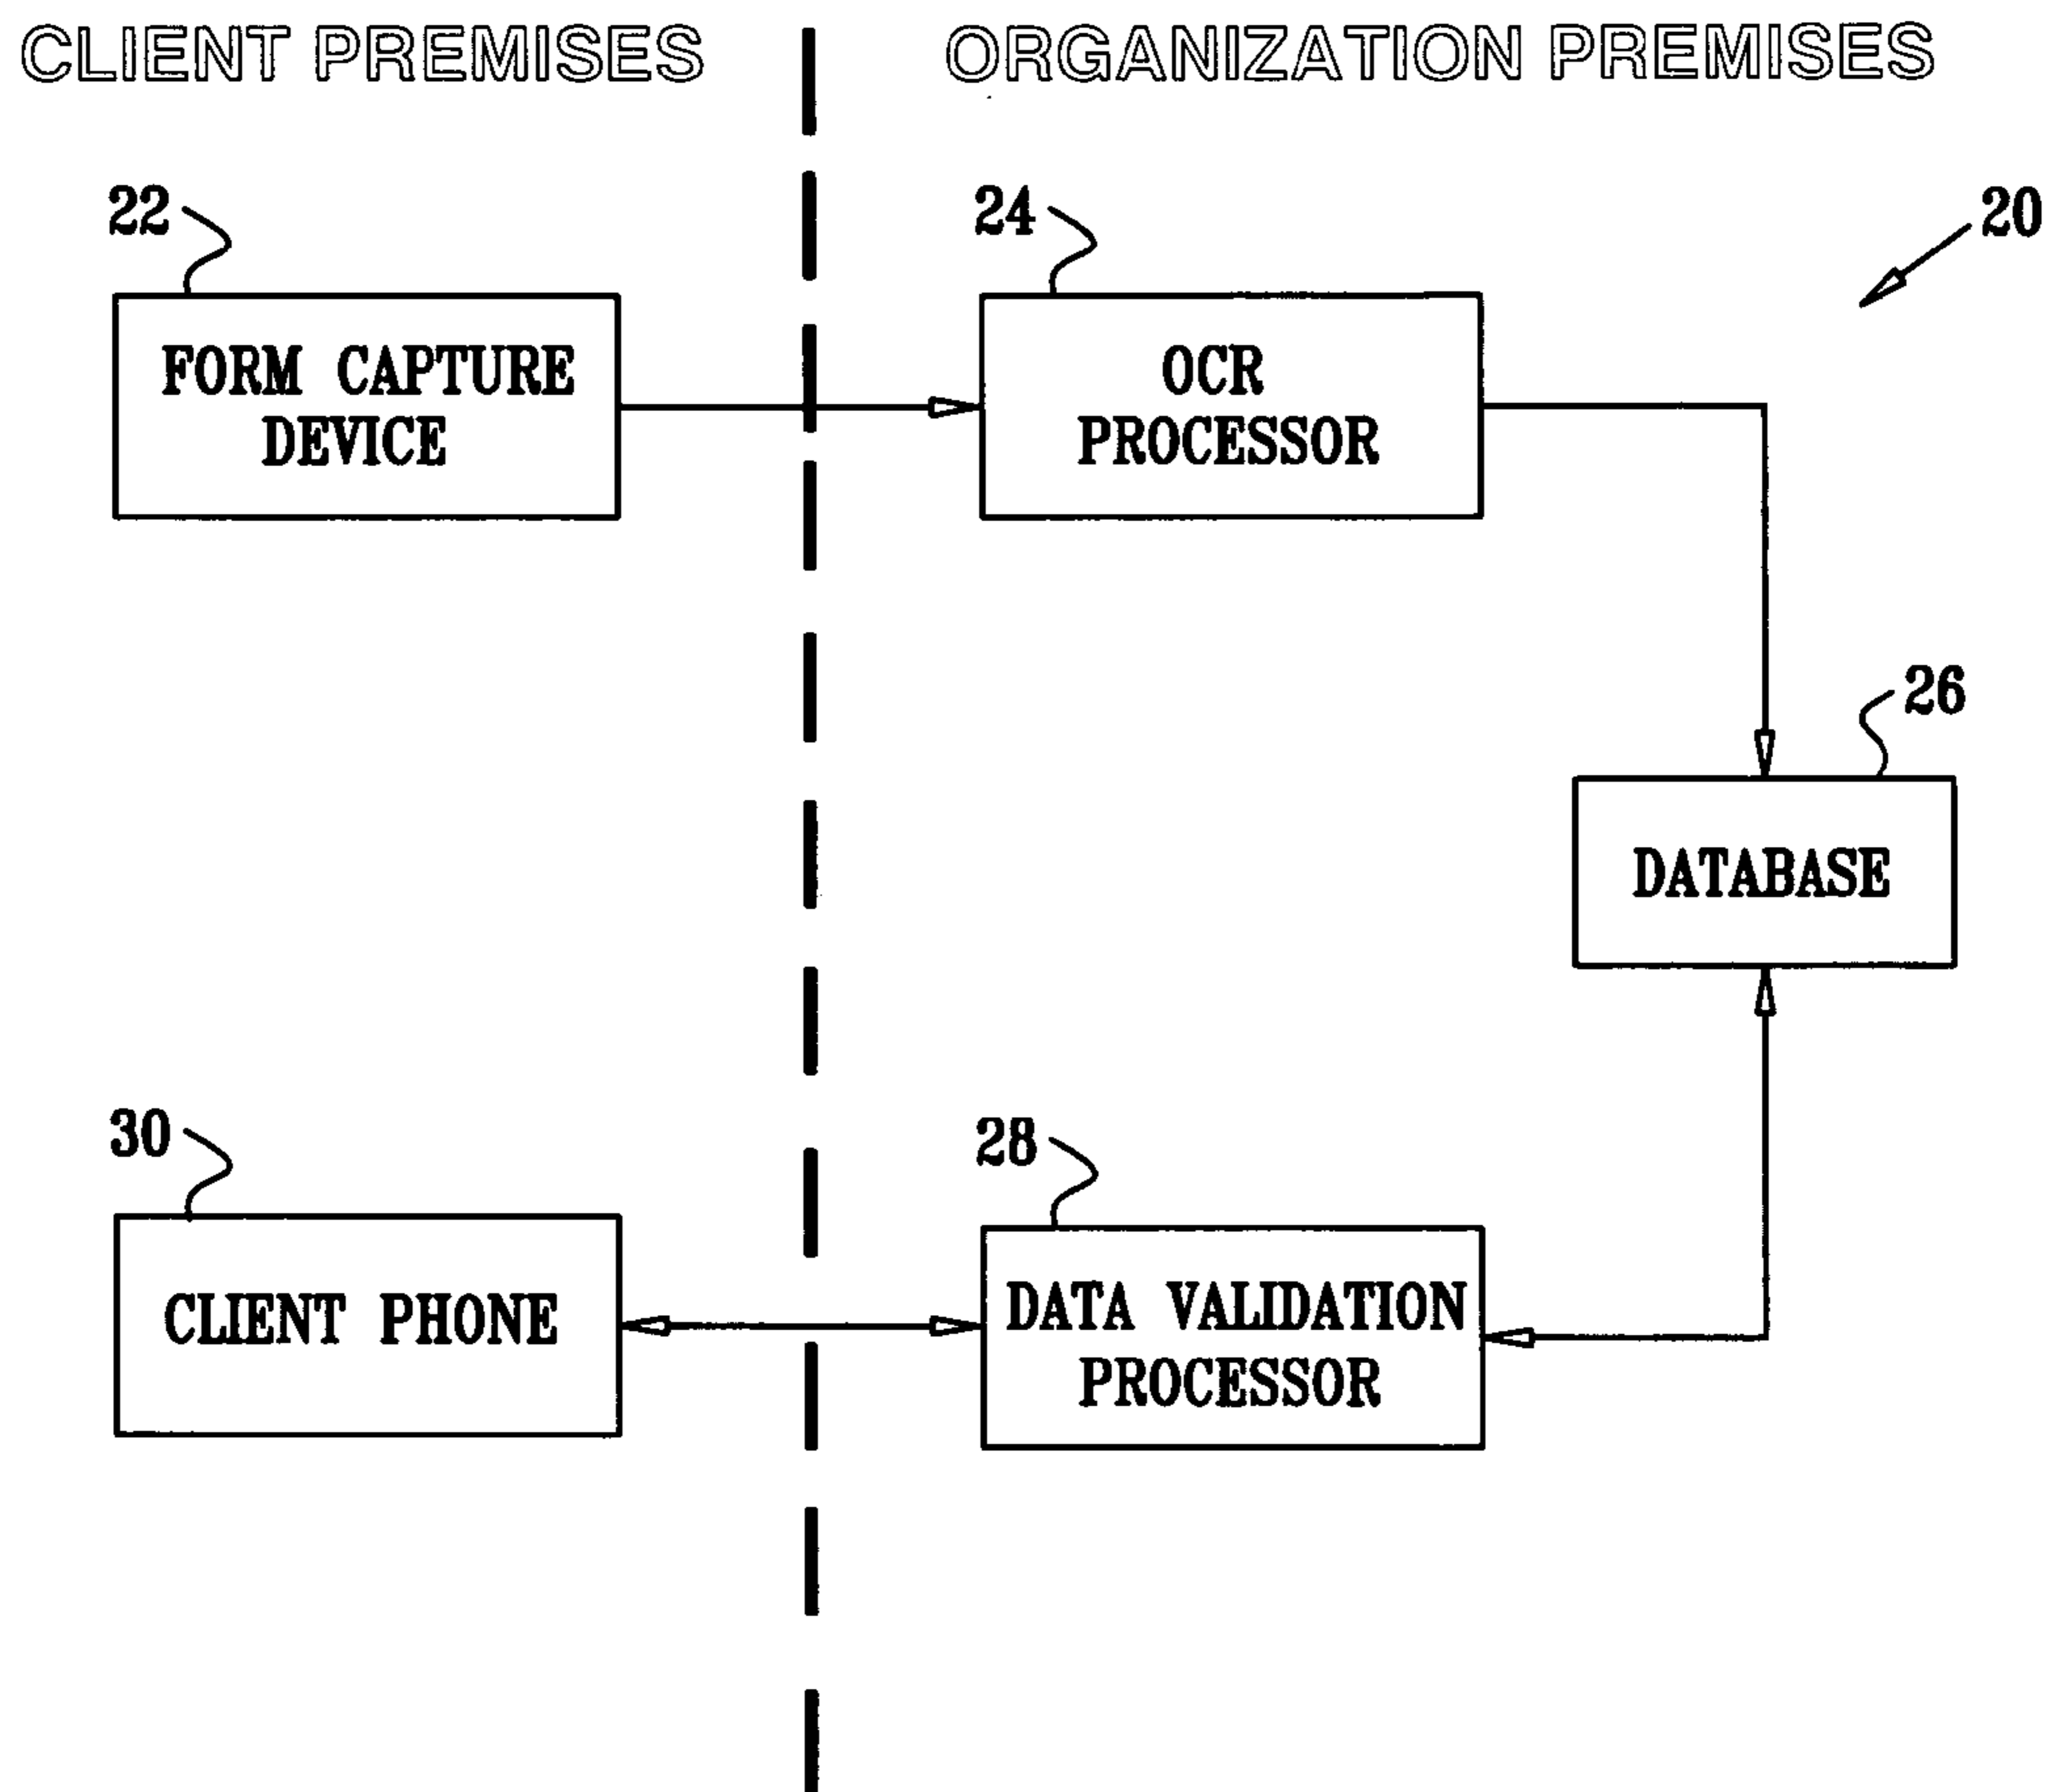 CLIENT PREMISES
ORGANIZATION PREMISES
22
24
20
FORM CAPTURE
DEVICE
OCR
PROCESSOR
26
DATABASE
30
28
CLIENT PHONE
DATA VALIDATION
PROCESSOR